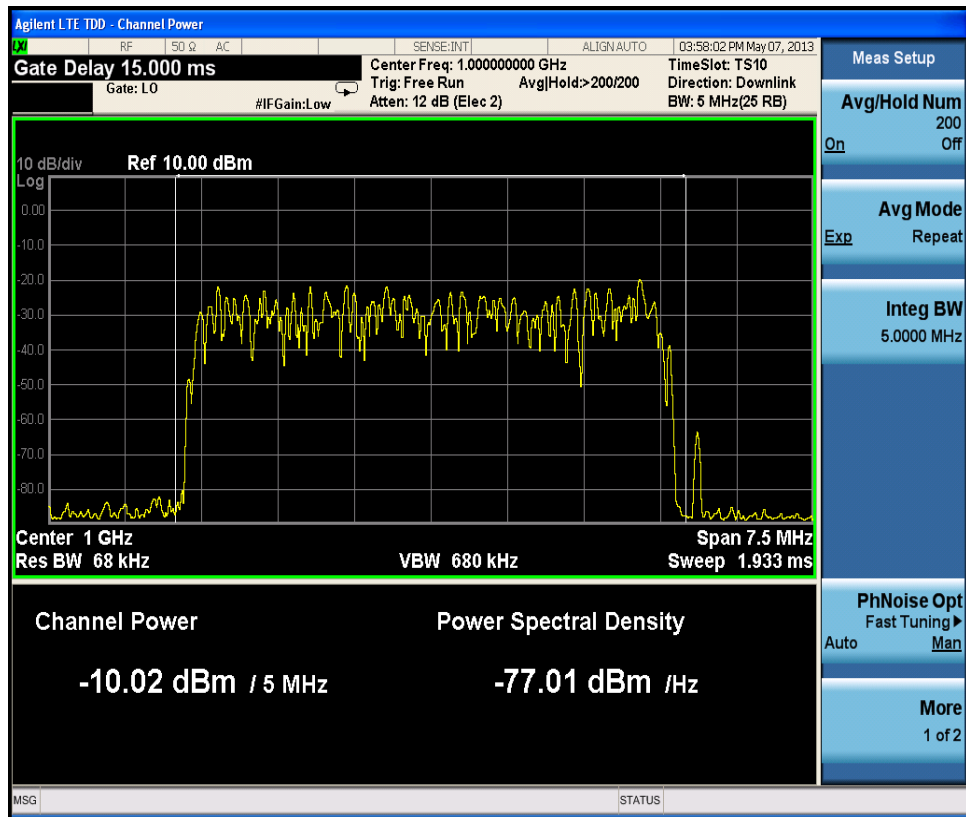 Agilent LTE TDD - Channel Power
LXI RF 50 Ω AC SENSE:INT ALIGN AUTO 03:58:02 PM May 07, 2013
Gate Delay 15.000 ms
Gate: LO
#IFGain:Low
Center Freq: 1.000000000 GHz
Trig: Free Run Avg|Hold:>200/200
Atten: 12 dB (Elec 2)
TimeSlot: TS10
Direction: Downlink
BW: 5 MHz(25 RB)
10 dB/div Ref 10.00 dBm
Log
0.00
-10.0
-20.0
-30.0
-40.0
-50.0
-60.0
-70.0
-80.0
Center 1 GHz Span 7.5 MHz
Res BW 68 kHz VBW 680 kHz Sweep 1.933 ms
Channel Power Power Spectral Density
-10.02 dBm / 5 MHz -77.01 dBm /Hz
Meas Setup
Avg/Hold Num
200
On Off
Avg Mode
Exp Repeat
Integ BW
5.0000 MHz
PhNoise Opt
Fast Tuning
Auto Man
More
1 of 2
MSG STATUS